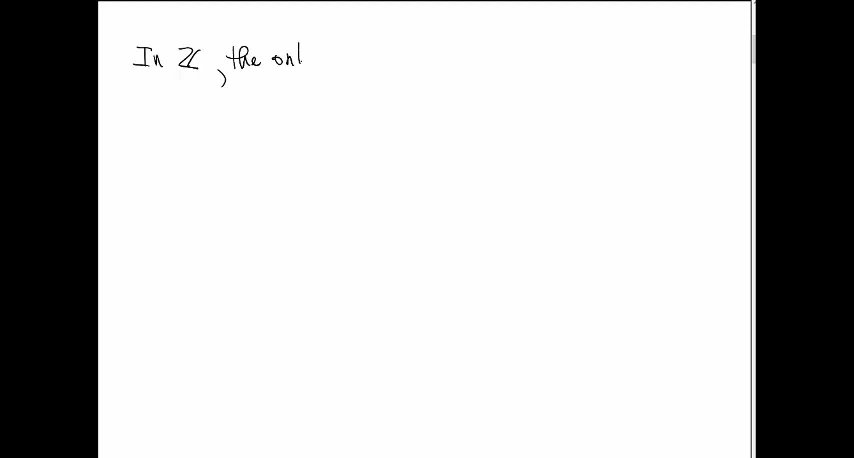 In ℤ, the onl